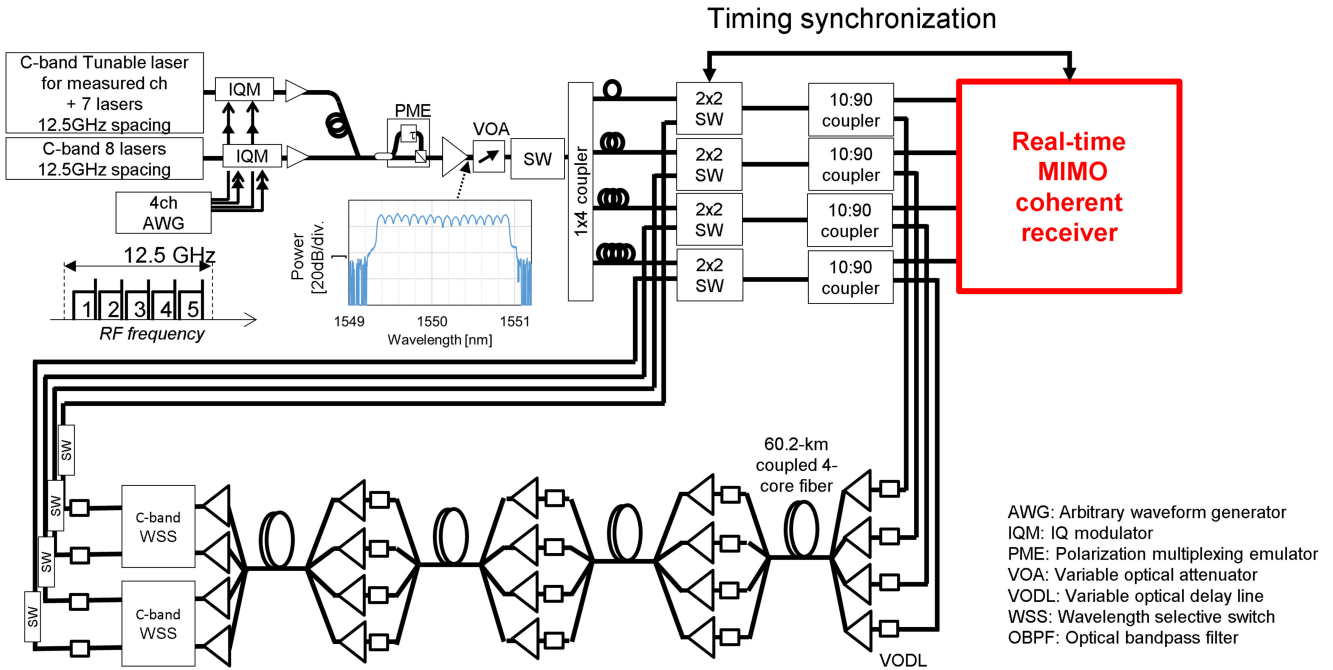 Timing synchronization
C-band Tunable laser
for measured ch
+ 7 lasers
12.5GHz spacing
IQM
C-band 8 lasers
12.5GHz spacing
IQM
4ch
AWG
PME
τ
VOA
SW
1x4 coupler
2x2
SW
2x2
SW
2x2
SW
2x2
SW
10:90
coupler
10:90
coupler
10:90
coupler
10:90
coupler
Real-time
MIMO
coherent
receiver
12.5 GHz
1 2 3 4 5
RF frequency
Power
[20dB/div.]
1549 1550 1551
Wavelength [nm]
SW
SW
SW
SW
C-band
WSS
C-band
WSS
60.2-km
coupled 4-
core fiber
VODL
AWG: Arbitrary waveform generator
IQM: IQ modulator
PME: Polarization multiplexing emulator
VOA: Variable optical attenuator
VODL: Variable optical delay line
WSS: Wavelength selective switch
OBPF: Optical bandpass filter